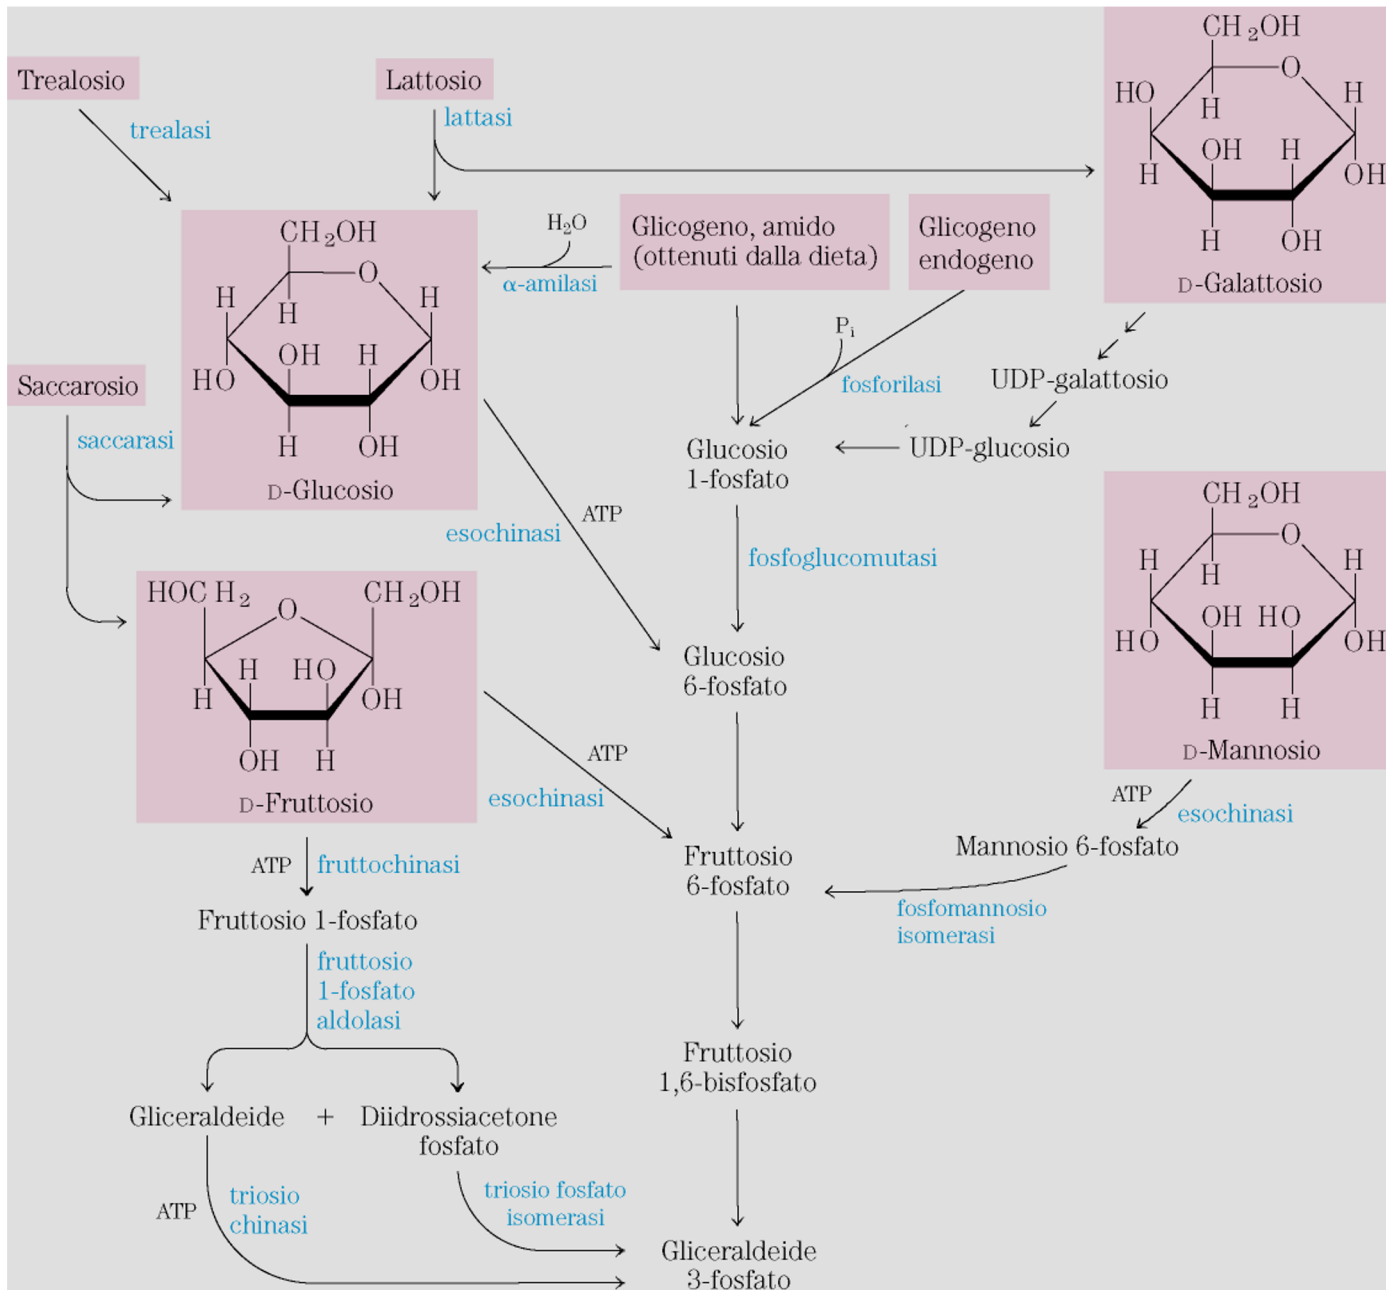 Trealosio
trealasi
Lattosio
lattasi
CH2OH
O
HO
H
H
OH
H
H
OH
H
OH
D-Galattosio
CH2OH
O
H
H
H
OH
H
HO
OH
H
OH
D-Glucosio
H2O
α-amilasi
Glicogeno, amido
(ottenuti dalla dieta)
Glicogeno
endogeno
Pi
fosforilasi
UDP-galattosio
UDP-glucosio
Glucosio
1-fosfato
Saccarosio
saccarasi
esochinasi
ATP
fosfoglucomutasi
Glucosio
6-fosfato
HOCH2
O
CH2OH
H
HO
H
OH
OH
H
D-Fruttosio
ATP
esochinasi
CH2OH
O
H
H
H
OH
HO
HO
OH
H
H
D-Mannosio
ATP
esochinasi
Mannosio 6-fosfato
fosfomannosio
isomerasi
Fruttosio
6-fosfato
ATP
fruttochinasi
Fruttosio 1-fosfato
fruttosio
1-fosfato
aldolasi
Fruttosio
1,6-bisfosfato
Gliceraldeide + Diidrossiacetone
fosfato
ATP
triosio
chinasi
triosio fosfato
isomerasi
Gliceraldeide
3-fosfato